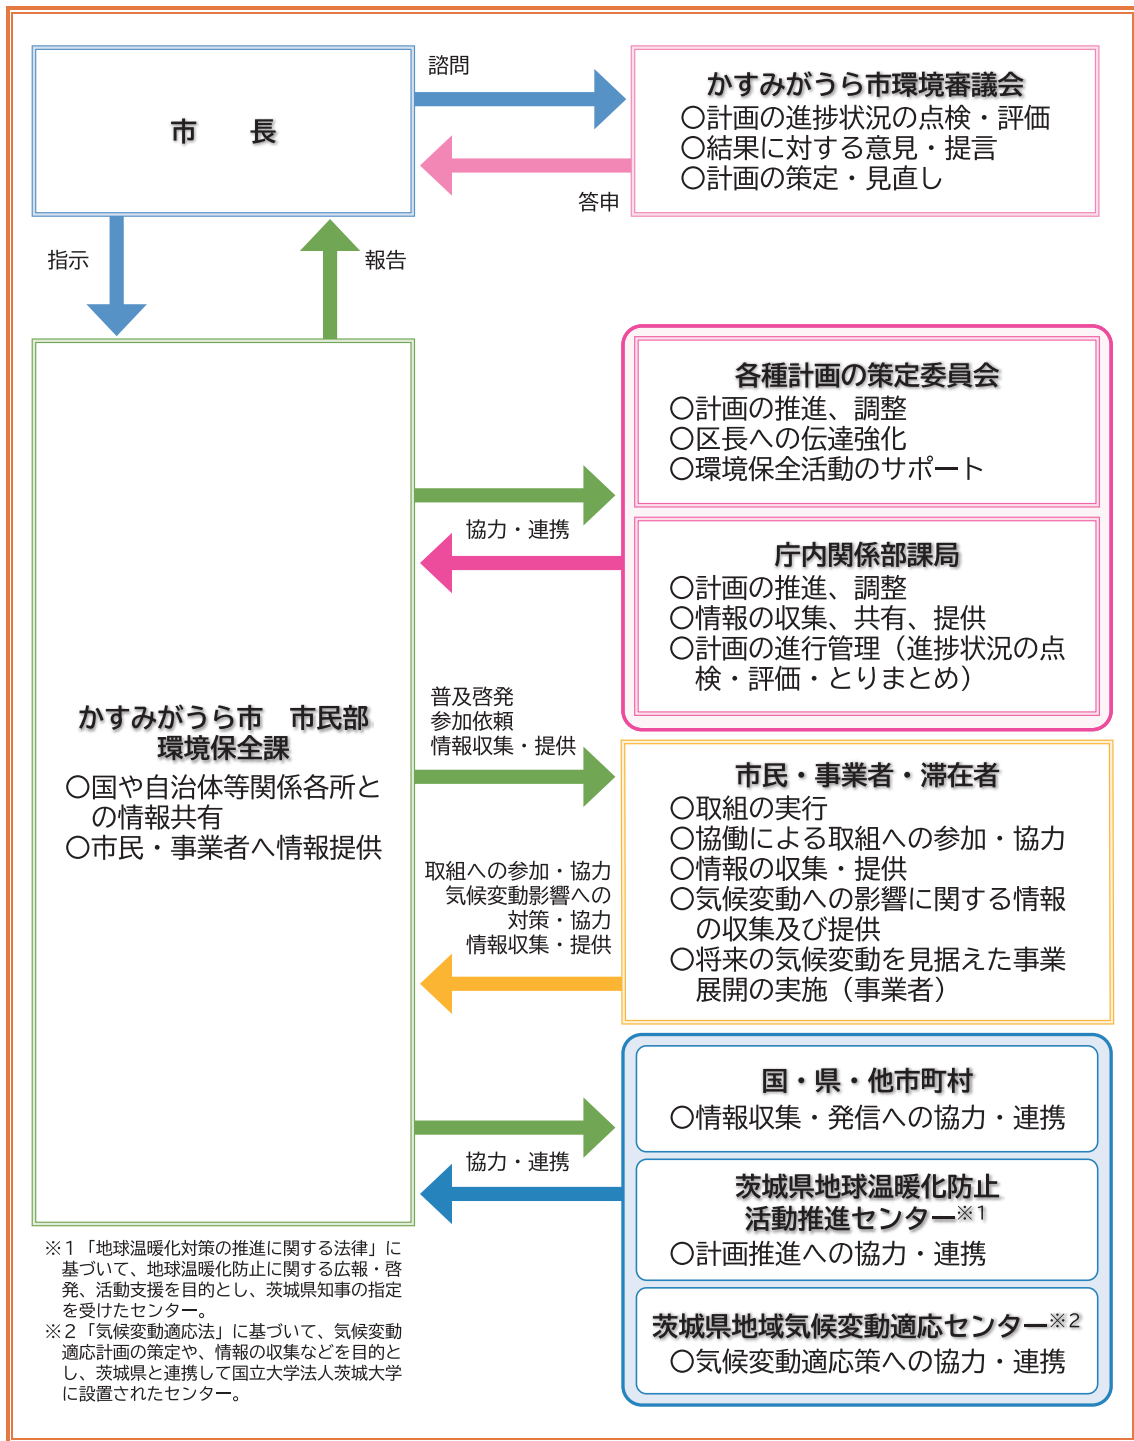 諮問
市　　長
かすみがうら市環境審議会
〇計画の進捗状況の点検・評価
〇結果に対する意見・提言
〇計画の策定・見直し
答申
指示
報告
各種計画の策定委員会
〇計画の推進、調整
〇区長への伝達強化
〇環境保全活動のサポート
協力・連携
庁内関係部課局
〇計画の推進、調整
〇情報の収集、共有、提供
〇計画の進行管理（進捗状況の点
検・評価・とりまとめ）
かすみがうら市　市民部
環境保全課
〇国や自治体等関係各所と
の情報共有
〇市民・事業者へ情報提供
普及啓発
参加依頼
情報収集・提供
市民・事業者・滞在者
〇取組の実行
〇協働による取組への参加・協力
〇情報の収集・提供
〇気候変動への影響に関する情報
の収集及び提供
〇将来の気候変動を見据えた事業
展開の実施（事業者）
取組への参加・協力
気候変動影響への
対策・協力
情報収集・提供
国・県・他市町村
〇情報収集・発信への協力・連携
協力・連携
茨城県地球温暖化防止
活動推進センター※1
〇計画推進への協力・連携
茨城県地域気候変動適応センター※2
〇気候変動適応策への協力・連携
※１「地球温暖化対策の推進に関する法律」に
基づいて、地球温暖化防止に関する広報・啓
発、活動支援を目的とし、茨城県知事の指定
を受けたセンター。
※２「気候変動適応法」に基づいて、気候変動
適応計画の策定や、情報の収集などを目的と
し、茨城県と連携して国立大学法人茨城大学
に設置されたセンター。